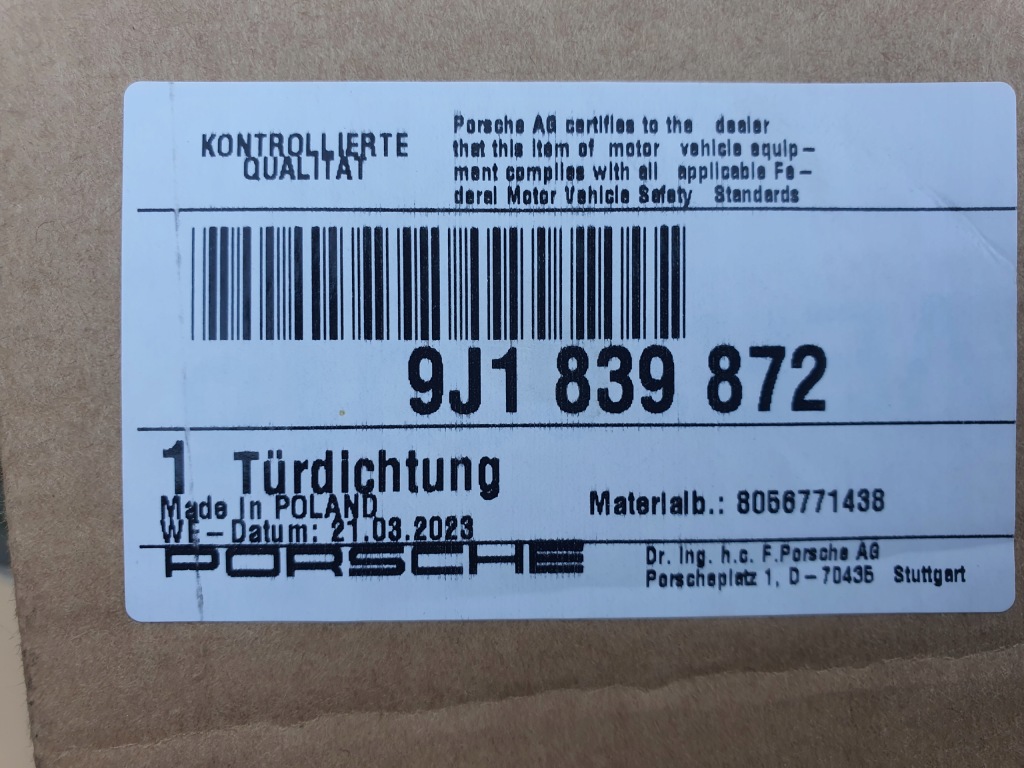 KONTROLLIERTE
QUALITÄT
Porsche AG certifies to the dealer
that this item of motor vehicle equip-
ment complies with all applicable Fe-
deral Motor Vehicle Safety Standards
9J1 839 872
1 Türdichtung
Made in POLAND
WE-Datum: 21.03.2023
Materialb.: 8056771438
PORSCHE
Dr. Ing. h.c. F.Porsche AG
Porscheplatz 1, D-70435 Stuttgart